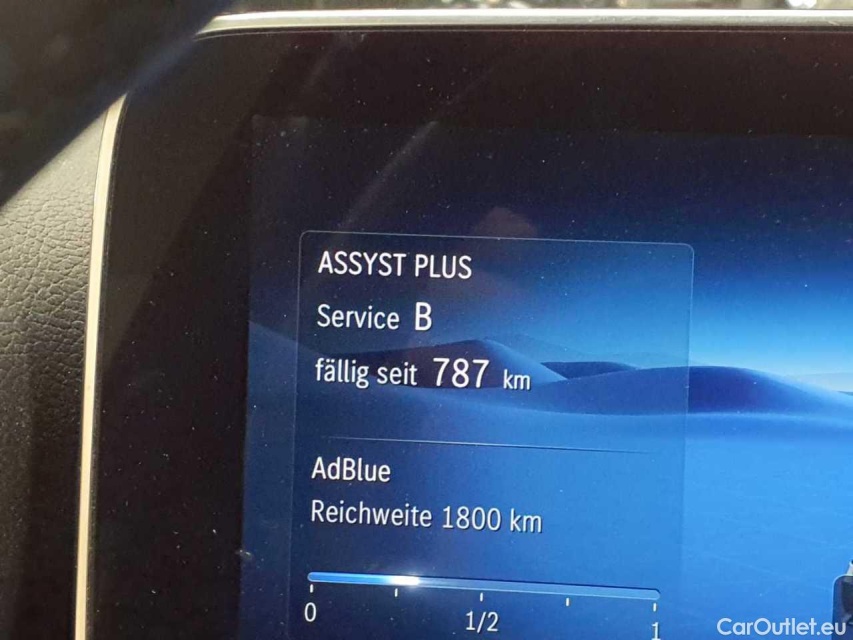 ASSYST PLUS
Service B
fällig seit 787 km
AdBlue
Reichweite 1800 km
0 1/2 1
CarOutlet.eu